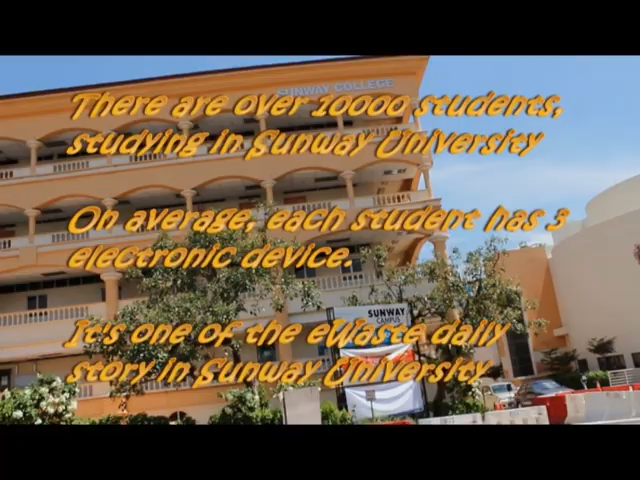 SUNWAY COLLEGE
There are over 10000 students,
studying in Sunway University
On average, each student has 3
electronic device.
SUNWAY
CAMPUS
It's one of the eWaste daily
story in Sunway University